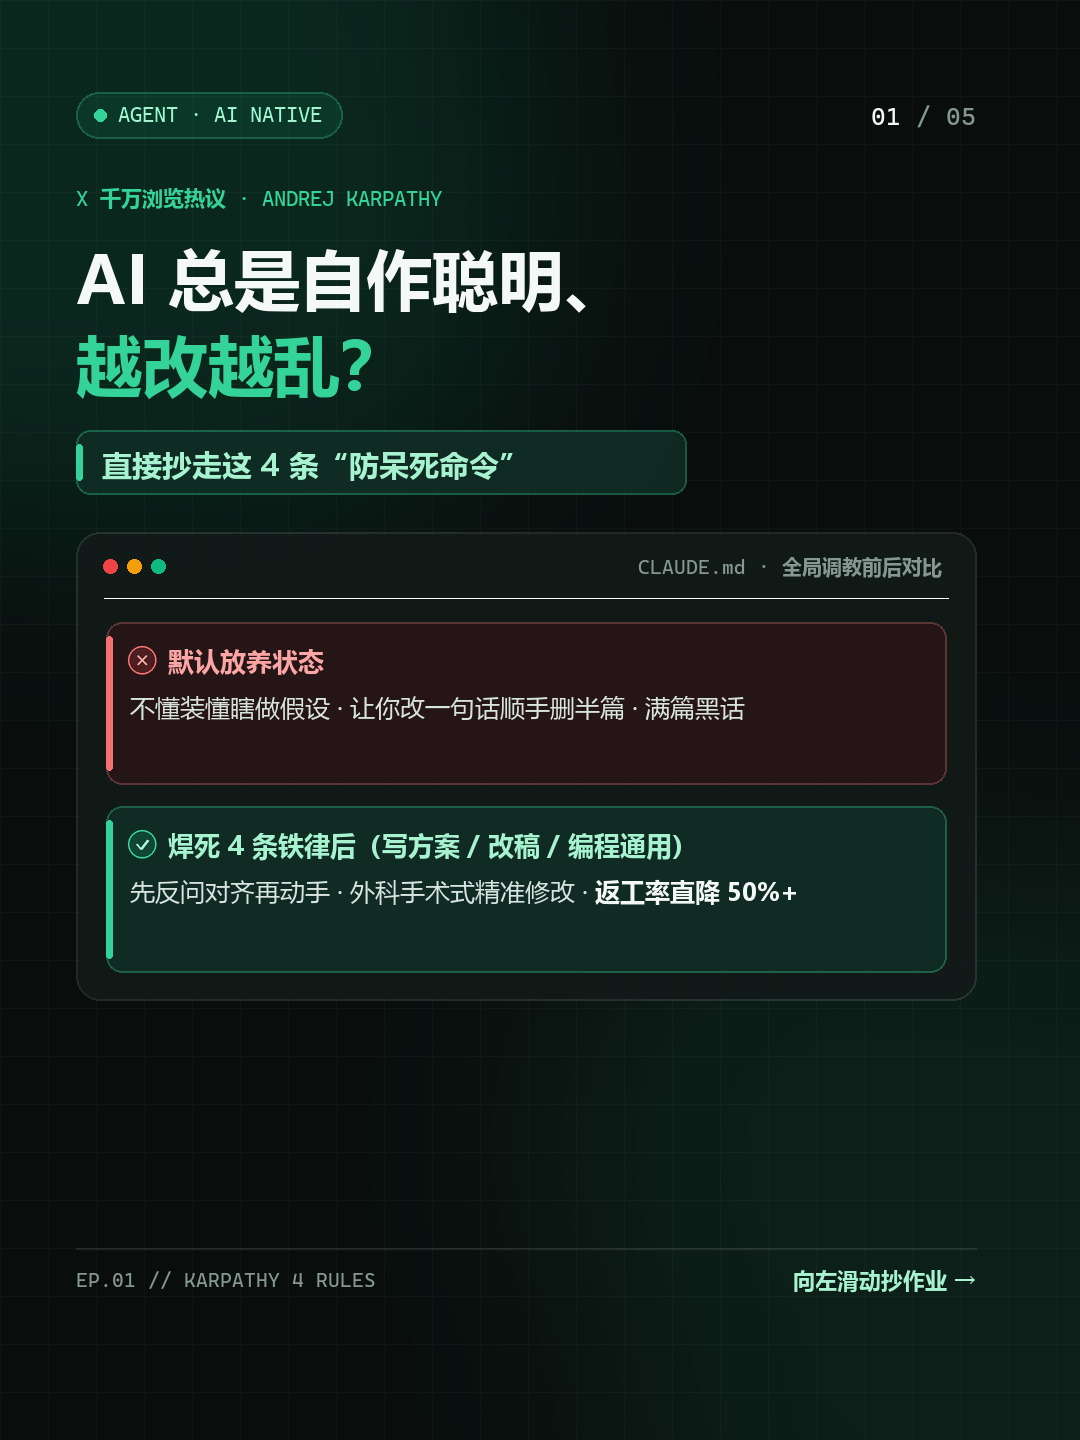 AGENT · AI NATIVE
01 / 05
X 千万浏览热议 · ANDREJ KARPATHY
AI 总是自作聪明、
越改越乱?
直接抄走这 4 条 “防呆死命令”
CLAUDE.md · 全局调教前后对比
默认放养状态
不懂装懂瞎做假设 · 让你改一句话顺手删半篇 · 满篇黑话
焊死 4 条铁律后（写方案 / 改稿 / 编程通用）
先反问对齐再动手 · 外科手术式精准修改 · 返工率直降 50%+
EP.01 // KARPATHY 4 RULES
向左滑动抄作业 →